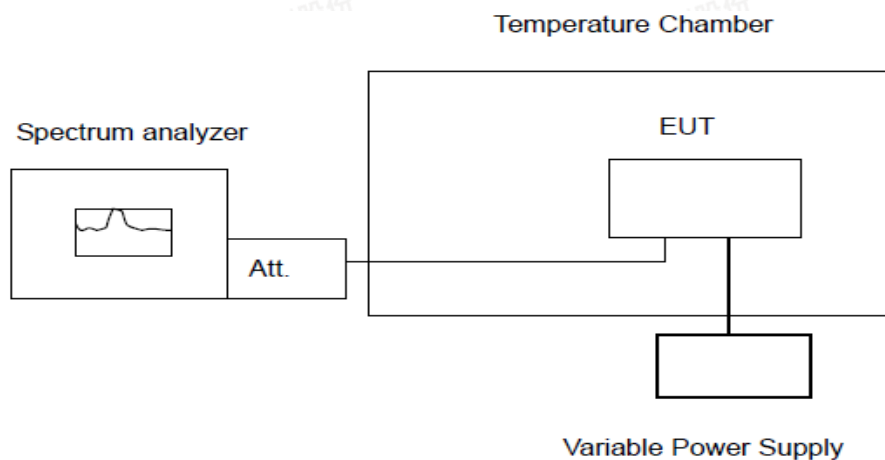 Temperature Chamber
Spectrum analyzer
EUT
Att.
Variable Power Supply